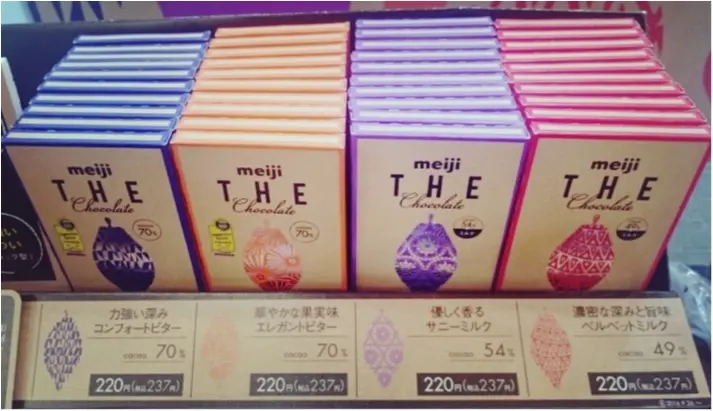 meiji
THE
Chocolate
70%
meiji
THE
Chocolate
70%
meiji
THE
Chocolate
54%
ミルク
meiji
THE
Chocolate
49%
ミルク
力強い深み
コンフォートビター
cacao 70%
220円(税込237円)
華やかな果実味
エレガントビター
cacao 70%
220円(税込237円)
優しく香る
サニーミルク
cacao 54%
220円(税込237円)
濃密な深みと旨味
ベルベットミルク
cacao 49%
220円(税込237円)